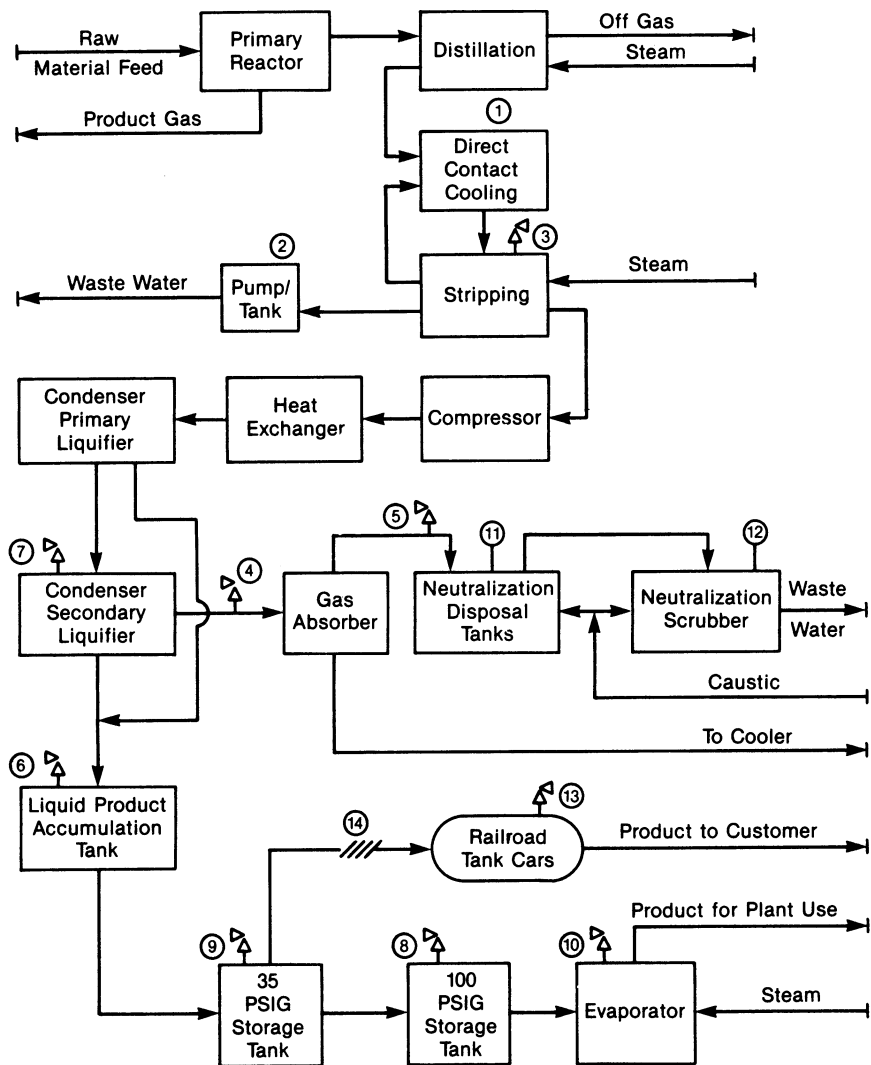 Raw
Material Feed
Primary
Reactor
Distillation
Off Gas
Steam
Product Gas
1
Direct
Contact
Cooling
2
3
Waste Water
Pump/
Tank
Stripping
Steam
Condenser
Primary
Liquifier
Heat
Exchanger
Compressor
7
4
5
11
12
Condenser
Secondary
Liquifier
Gas
Absorber
Neutralization
Disposal
Tanks
Neutralization
Scrubber
Waste
Water
Caustic
To Cooler
6
Liquid Product
Accumulation
Tank
14
13
Railroad
Tank Cars
Product to Customer
Product for Plant Use
9
8
10
35
PSIG
Storage
Tank
100
PSIG
Storage
Tank
Evaporator
Steam